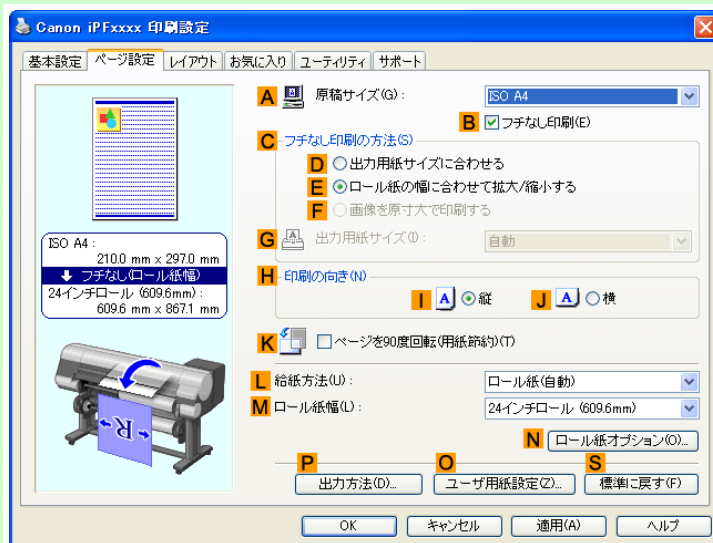 Canon iPFxxxx 印刷設定
基本設定 ページ設定 レイアウト お気に入り ユーティリティ サポート
A 原稿サイズ(G): ISO A4
B フチなし印刷(E)
C フチなし印刷の方法(S)
D 出力用紙サイズに合わせる
E ロール紙の幅に合わせて拡大/縮小する
F 画像を原寸大で印刷する
G 出力用紙サイズ(I): 自動
ISO A4:
210.0 mm x 297.0 mm
フチなし(ロール紙幅)
24インチロール (609.6mm):
609.6 mm x 867.1 mm
H 印刷の向き(N)
I A 縦 J A 横
K ページを90度回転(用紙節約)(T)
R
L 給紙方法(U): ロール紙(自動)
M ロール紙幅(L): 24インチロール (609.6mm)
N ロール紙オプション(O)...
P O S
出力方法(D)... ユーザ用紙設定(Z)... 標準に戻す(F)
OK キャンセル 適用(A) ヘルプ